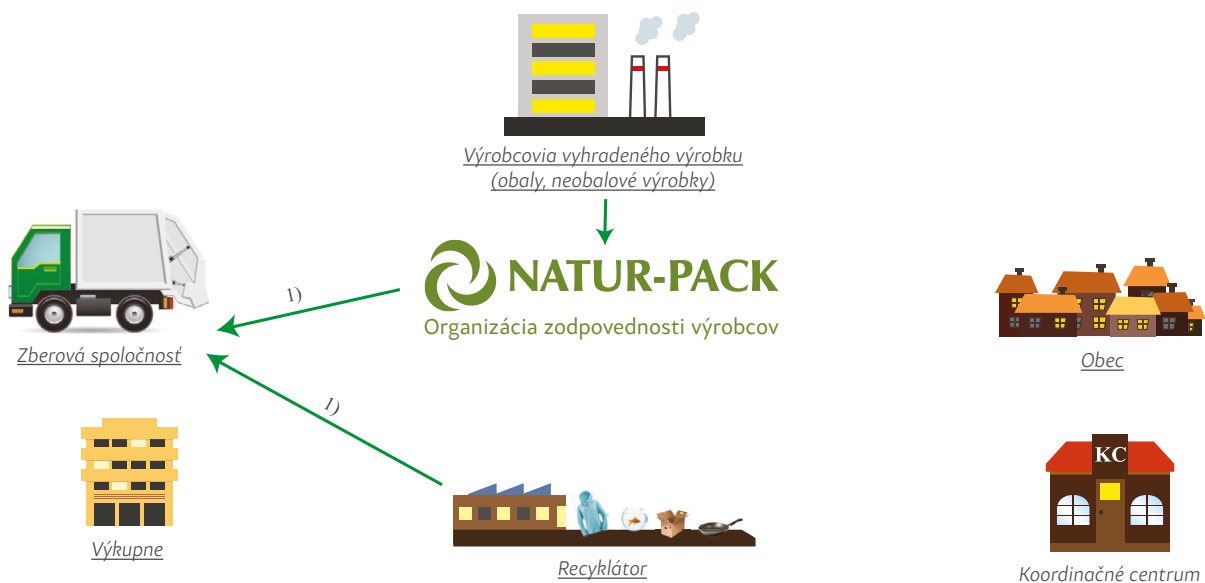 Výrobcovia vyhradeného výrobku
(obaly, neobalové výrobky)
NATUR-PACK
Organizácia zodpovednosti výrobcov
1)
Zberová spoločnosť
Obec
1)
KC
Výkupne
Recyklátor
Koordinačné centrum